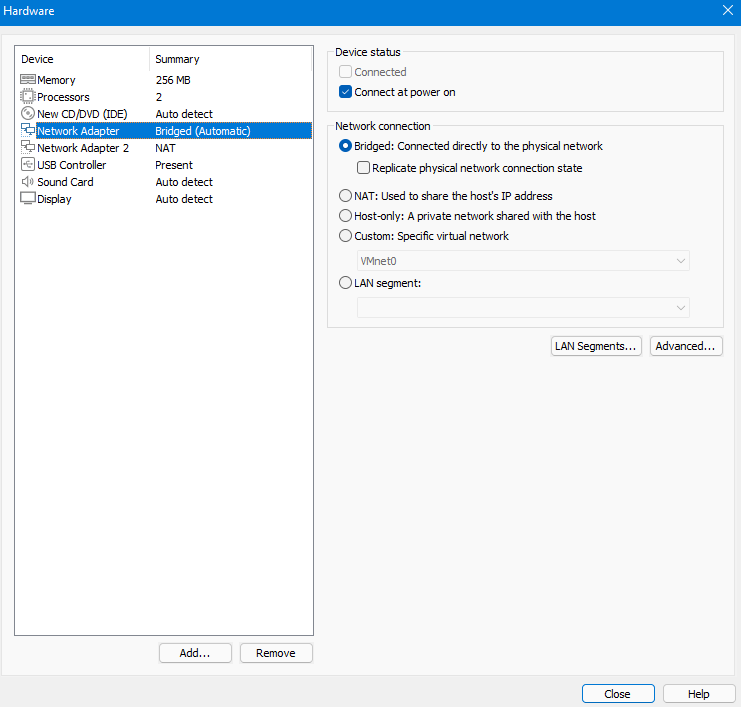 Hardware
Device Summary
Memory 256 MB
Processors 2
New CD/DVD (IDE) Auto detect
Network Adapter Bridged (Automatic)
Network Adapter 2 NAT
USB Controller Present
Sound Card Auto detect
Display Auto detect
Add... Remove
Device status
Connected
Connect at power on
Network connection
Bridged: Connected directly to the physical network
Replicate physical network connection state
NAT: Used to share the host's IP address
Host-only: A private network shared with the host
Custom: Specific virtual network
VMnet0
LAN segment:
LAN Segments... Advanced...
Close Help